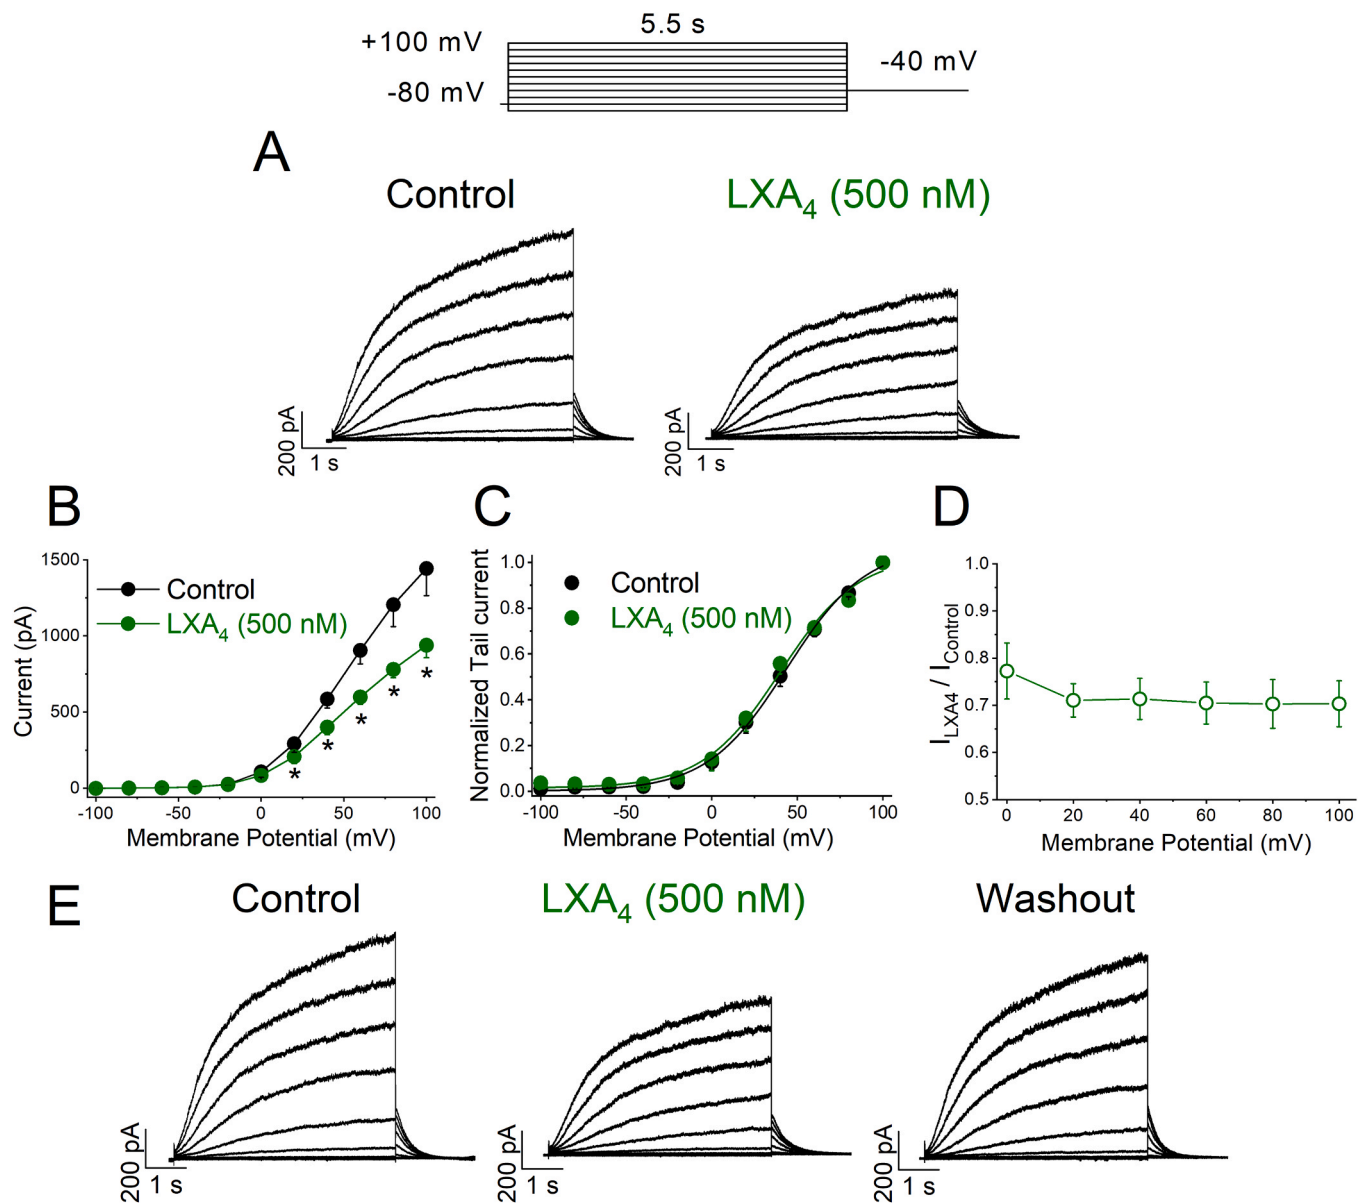 5.5 s
+100 mV
-40 mV
-80 mV
A
Control
LXA4 (500 nM)
200 pA
1 s
200 pA
1 s
B
Current (pA)
1500
1000
500
0
Control
LXA4 (500 nM)
*
*
*
*
*
-100
-50
0
50
100
Membrane Potential (mV)
C
Normalized Tail current
1.0
0.8
0.6
0.4
0.2
0.0
Control
LXA4 (500 nM)
-100
-50
0
50
100
Membrane Potential (mV)
D
ILXA4 / IControl
1.0
0.9
0.8
0.7
0.6
0.5
0
20
40
60
80
100
Membrane Potential (mV)
E
Control
LXA4 (500 nM)
Washout
200 pA
1 s
200 pA
1 s
200 pA
1 s